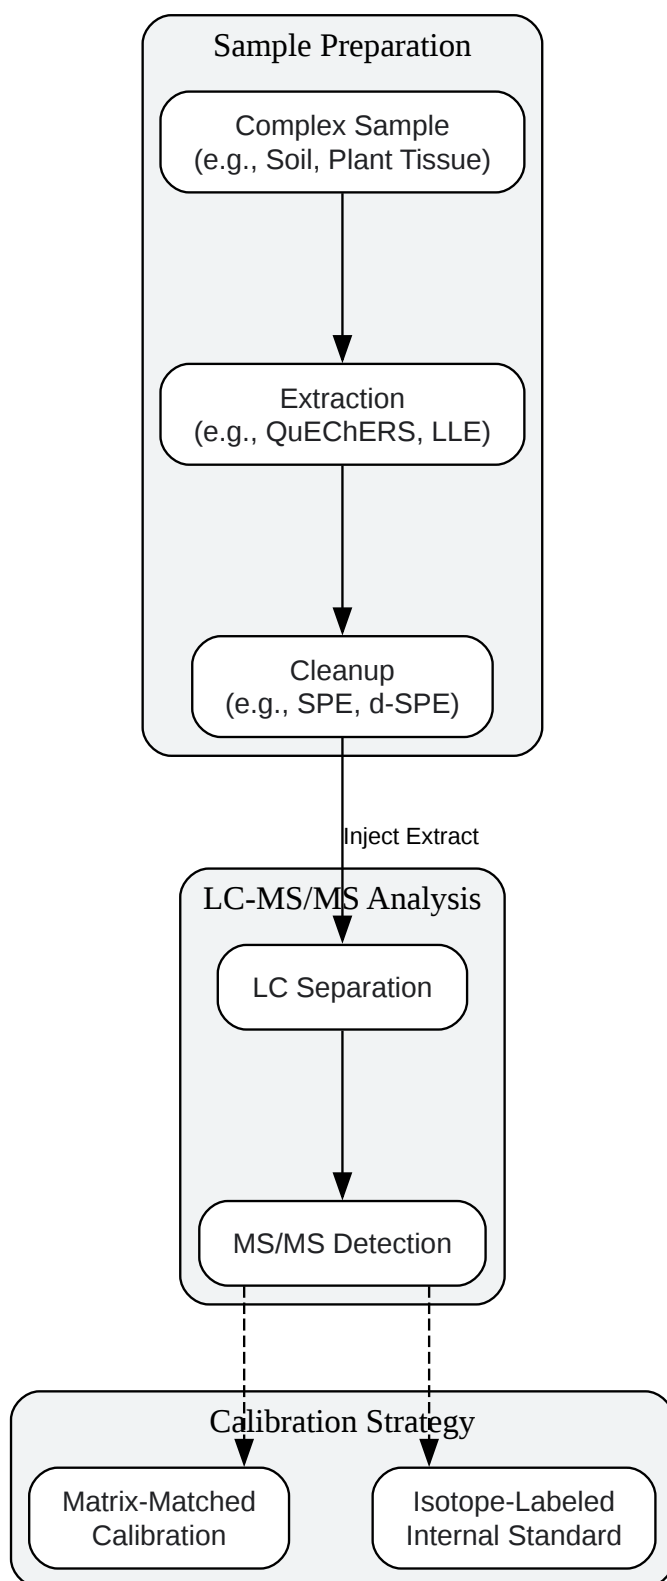 Sample Preparation
Complex Sample
(e.g., Soil, Plant Tissue)
Extraction
(e.g., QuEChERS, LLE)
Cleanup
(e.g., SPE, d-SPE)
Inject Extract
LC-MS/MS Analysis
LC Separation
MS/MS Detection
Calibration Strategy
Matrix-Matched
Calibration
Isotope-Labeled
Internal Standard